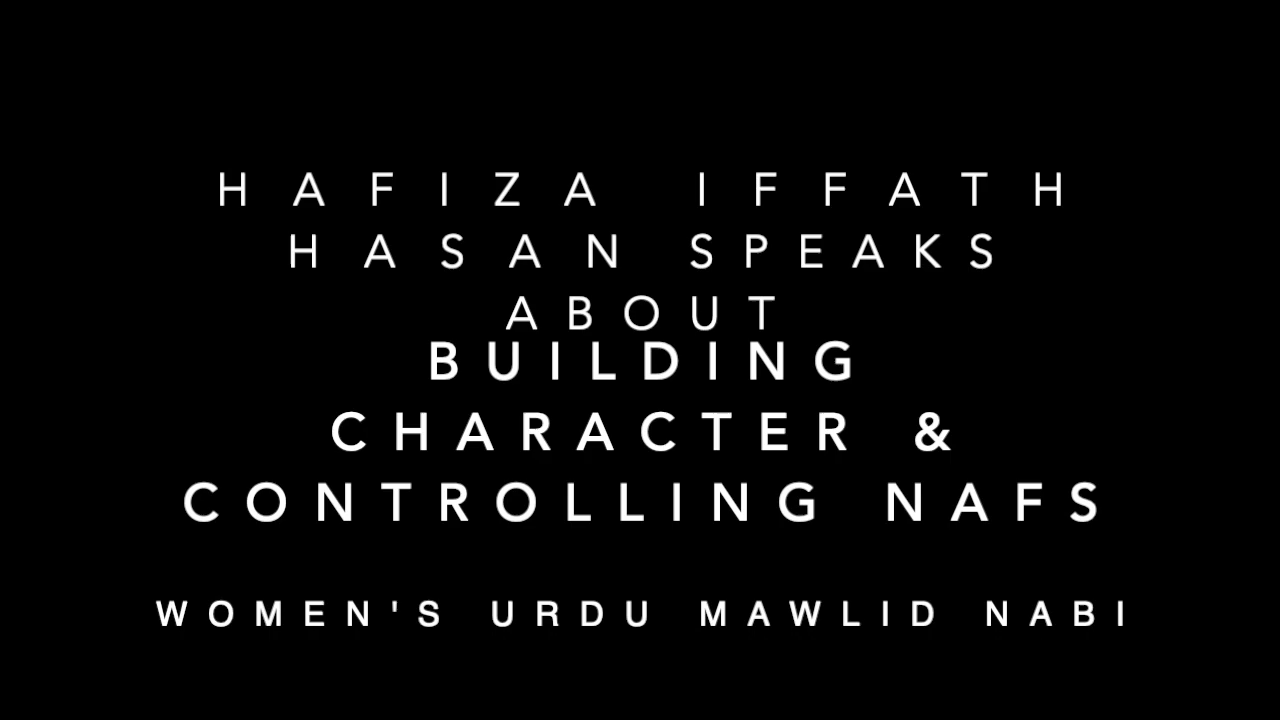 HAFIZA IFFATH
HASAN SPEAKS
ABOUT
BUILDING
CHARACTER &
CONTROLLING NAFS
WOMEN'S URDU MAWLID NABI